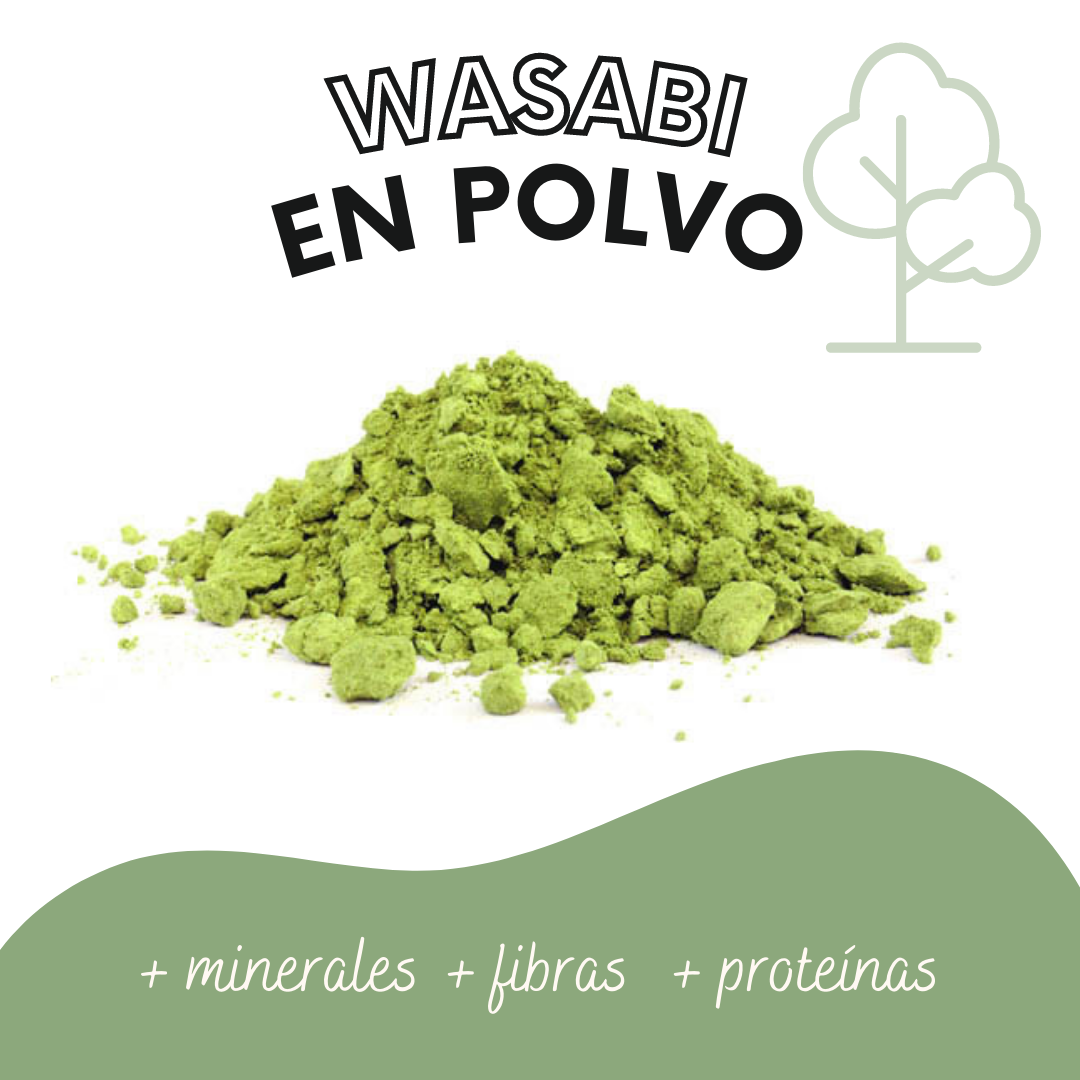 WASABI
EN POLVO
+ minerales + fibras + proteínas